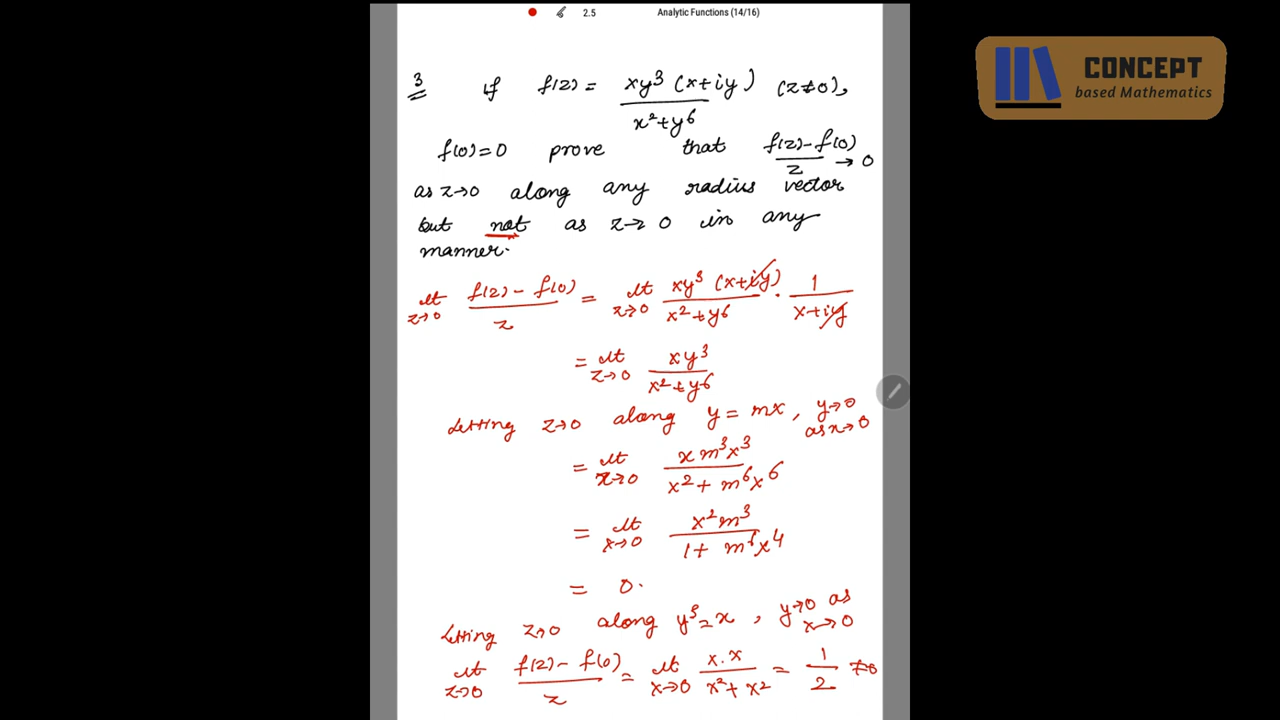 2.5 Analytic Functions (14/16)
CONCEPT
based Mathematics
3 If f(z) = xy³ (x+iy) / x²+y⁶ (z≠0),
f(0)=0 prove that f(z)-f(0) / z → 0
as z→0 along any radius vector
but not as z→0 in any
manner.
lt z→0 f(z) - f(0) / z = lt z→0 xy³ (x+iy) / x²+y⁶ · 1 / x+iy
= lt z→0 xy³ / x²+y⁶
Letting z→0 along y = mx, y→0 as x→0
= lt x→0 x m³x³ / x² + m⁶x⁶
= lt x→0 x²m³ / 1+ m⁶x⁴
= 0.
Letting z→0 along y³=x, y→0 as x→0
lt z→0 f(z) - f(0) / z = lt x→0 x.x / x²+x² = 1/2 ≠0